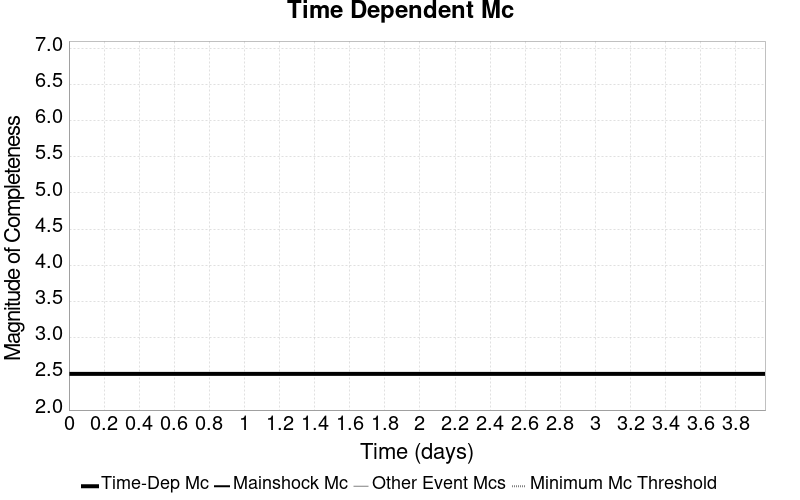 Time Dependent Mc
Magnitude of Completeness
7.0
6.5
6.0
5.5
5.0
4.5
4.0
3.5
3.0
2.5
2.0
0 0.2 0.4 0.6 0.8 1 1.2 1.4 1.6 1.8 2 2.2 2.4 2.6 2.8 3 3.2 3.4 3.6 3.8
Time (days)
Time-Dep Mc Mainshock Mc Other Event Mcs Minimum Mc Threshold